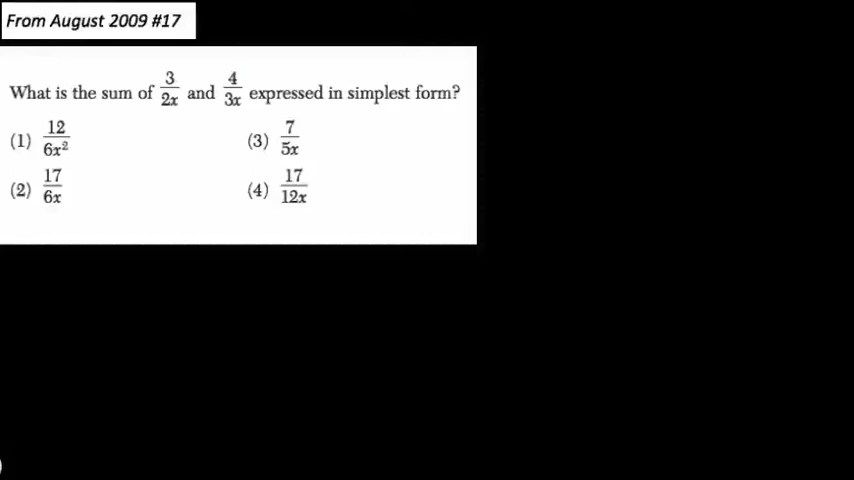 From August 2009 #17
What is the sum of 3/2x and 4/3x expressed in simplest form?
(1) 12/6x² (3) 7/5x
(2) 17/6x (4) 17/12x